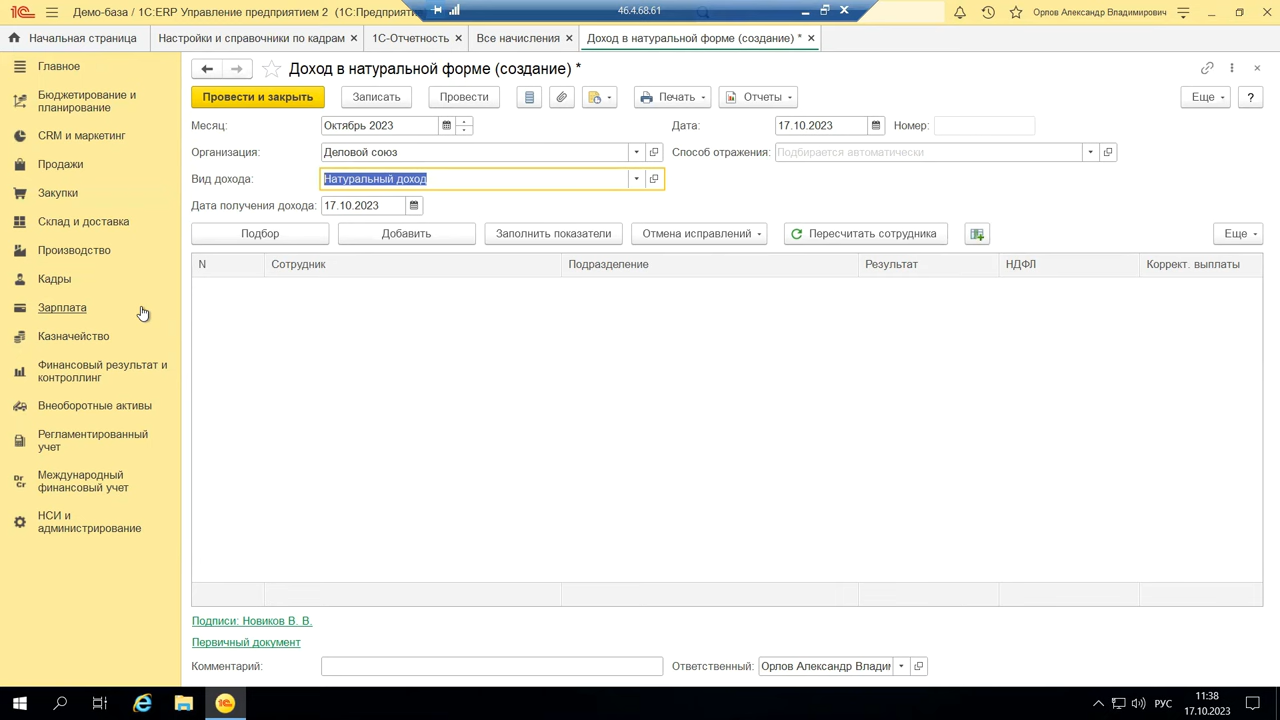 Демо-база / 1С:ERP Управление предприятием 2 (1С:Предприятие
46.4.68.61
Орлов Александр Владимирович
Начальная страница
Настройки и справочники по кадрам
1С-Отчетность
Все начисления
Доход в натуральной форме (создание) *
Главное
Бюджетирование и
планирование
CRM и маркетинг
Продажи
Закупки
Склад и доставка
Производство
Кадры
Зарплата
Казначейство
Финансовый результат и
контроллинг
Внеоборотные активы
Регламентированный
учет
Международный
финансовый учет
НСИ и
администрирование
Доход в натуральной форме (создание) *
Провести и закрыть
Записать
Провести
Печать
Отчеты
Еще
?
Месяц: Октябрь 2023
Дата: 17.10.2023 Номер:
Организация: Деловой союз
Способ отражения: Подбирается автоматически
Вид дохода: Натуральный доход
Дата получения дохода: 17.10.2023
Подбор
Добавить
Заполнить показатели
Отмена исправлений
Пересчитать сотрудника
Еще
N Сотрудник Подразделение Результат НДФЛ Коррект. выплаты
Подписи: Новиков В. В.
Первичный документ
Комментарий:
Ответственный: Орлов Александр Владим
РУС
11:38
17.10.2023